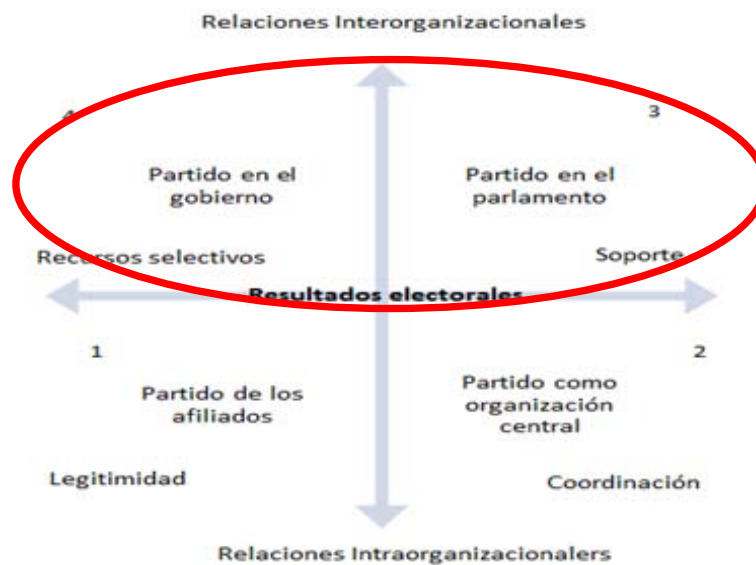 Relaciones Interorganizacionales
4
3
Partido en el
gobierno
Partido en el
parlamento
Recursos selectivos
Soporte
Resultados electorales
1
2
Partido de los
afiliados
Partido como
organización
central
Legitimidad
Coordinación
Relaciones Intraorganizacionalers